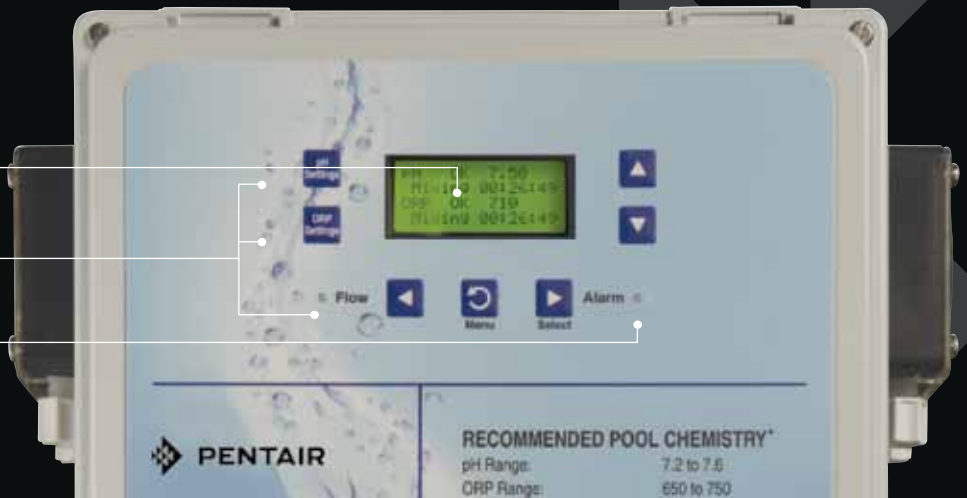 pH
Settings
PH OK 7.50
Mixing 00:26:49
ORP OK 710
Mixing 00:26:49
ORP
Settings
Flow
Menu
Select
Alarm
PENTAIR
RECOMMENDED POOL CHEMISTRY*
pH Range: 7.2 to 7.6
ORP Range: 650 to 750